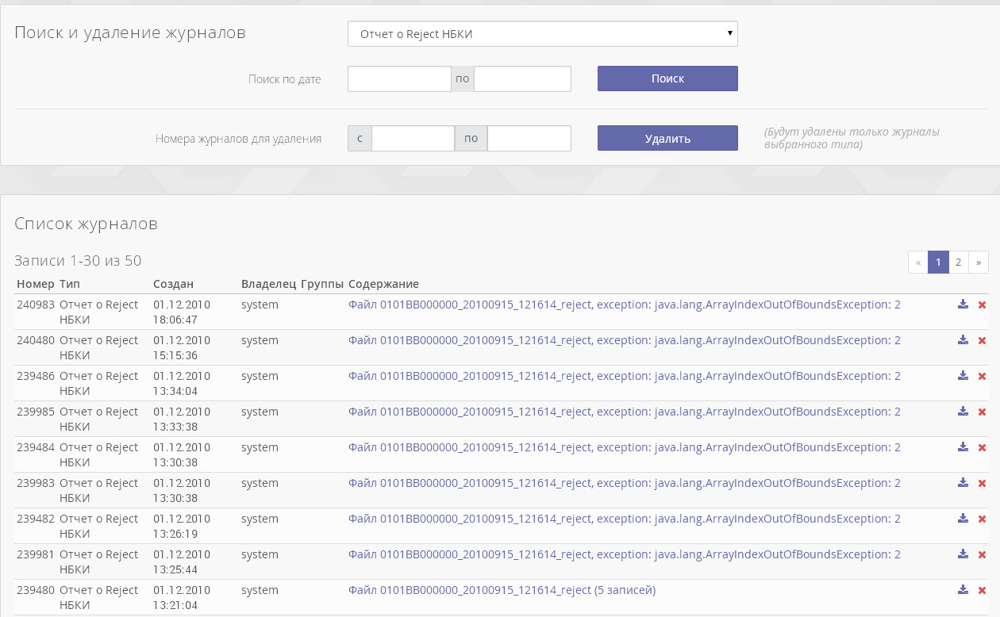 Поиск и удаление журналов
Отчет о Reject НБКИ
Поиск по дате по Поиск
Номера журналов для удаления с по Удалить
(Будут удалены только журналы
выбранного типа)
Список журналов
Записи 1-30 из 50
« 1 2 »
Номер Тип Создан Владелец Группы Содержание
240983 Отчет о Reject 01.12.2010 system Файл 0101BB000000_20100915_121614_reject, exception: java.lang.ArrayIndexOutOfBoundsException: 2
НБКИ 18:06:47
240480 Отчет о Reject 01.12.2010 system Файл 0101BB000000_20100915_121614_reject, exception: java.lang.ArrayIndexOutOfBoundsException: 2
НБКИ 15:15:36
239486 Отчет о Reject 01.12.2010 system Файл 0101BB000000_20100915_121614_reject, exception: java.lang.ArrayIndexOutOfBoundsException: 2
НБКИ 13:34:04
239985 Отчет о Reject 01.12.2010 system Файл 0101BB000000_20100915_121614_reject, exception: java.lang.ArrayIndexOutOfBoundsException: 2
НБКИ 13:33:38
239484 Отчет о Reject 01.12.2010 system Файл 0101BB000000_20100915_121614_reject, exception: java.lang.ArrayIndexOutOfBoundsException: 2
НБКИ 13:30:38
239983 Отчет о Reject 01.12.2010 system Файл 0101BB000000_20100915_121614_reject, exception: java.lang.ArrayIndexOutOfBoundsException: 2
НБКИ 13:30:38
239482 Отчет о Reject 01.12.2010 system Файл 0101BB000000_20100915_121614_reject, exception: java.lang.ArrayIndexOutOfBoundsException: 2
НБКИ 13:26:19
239981 Отчет о Reject 01.12.2010 system Файл 0101BB000000_20100915_121614_reject, exception: java.lang.ArrayIndexOutOfBoundsException: 2
НБКИ 13:25:44
239480 Отчет о Reject 01.12.2010 system Файл 0101BB000000_20100915_121614_reject (5 записей)
НБКИ 13:21:04